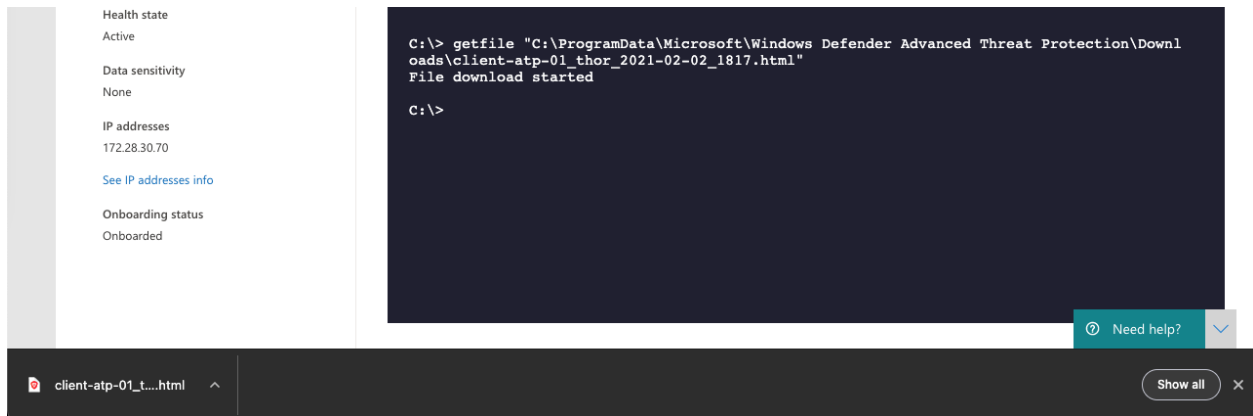 Health state
Active
Data sensitivity
None
IP addresses
172.28.30.70
See IP addresses info
Onboarding status
Onboarded
C:\> getfile "C:\ProgramData\Microsoft\Windows Defender Advanced Threat Protection\Downl
oads\client-atp-01_thor_2021-02-02_1817.html"
File download started
C:\>
Need help?
client-atp-01_t....html
Show all